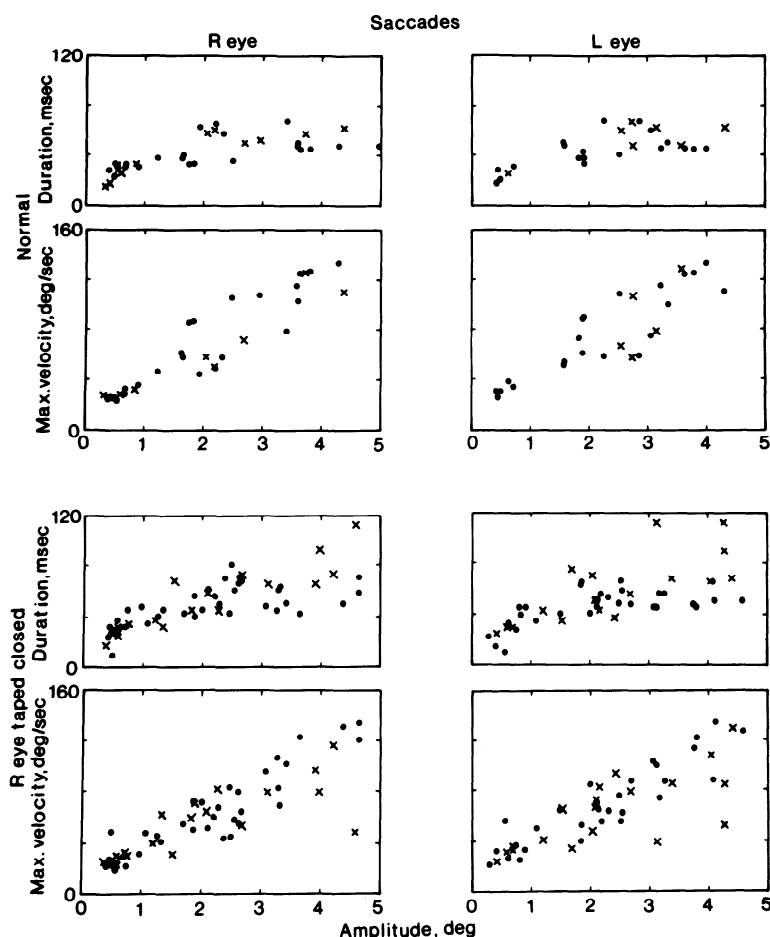 Saccades
R eye
L eye
Normal
Duration, msec
120
0
Max. velocity, deg/sec
160
0
0 1 2 3 4 5
0 1 2 3 4 5
R eye taped closed
Duration, msec
120
0
Max. velocity, deg/sec
160
0
0 1 2 3 4 5
0 1 2 3 4 5
Amplitude, deg